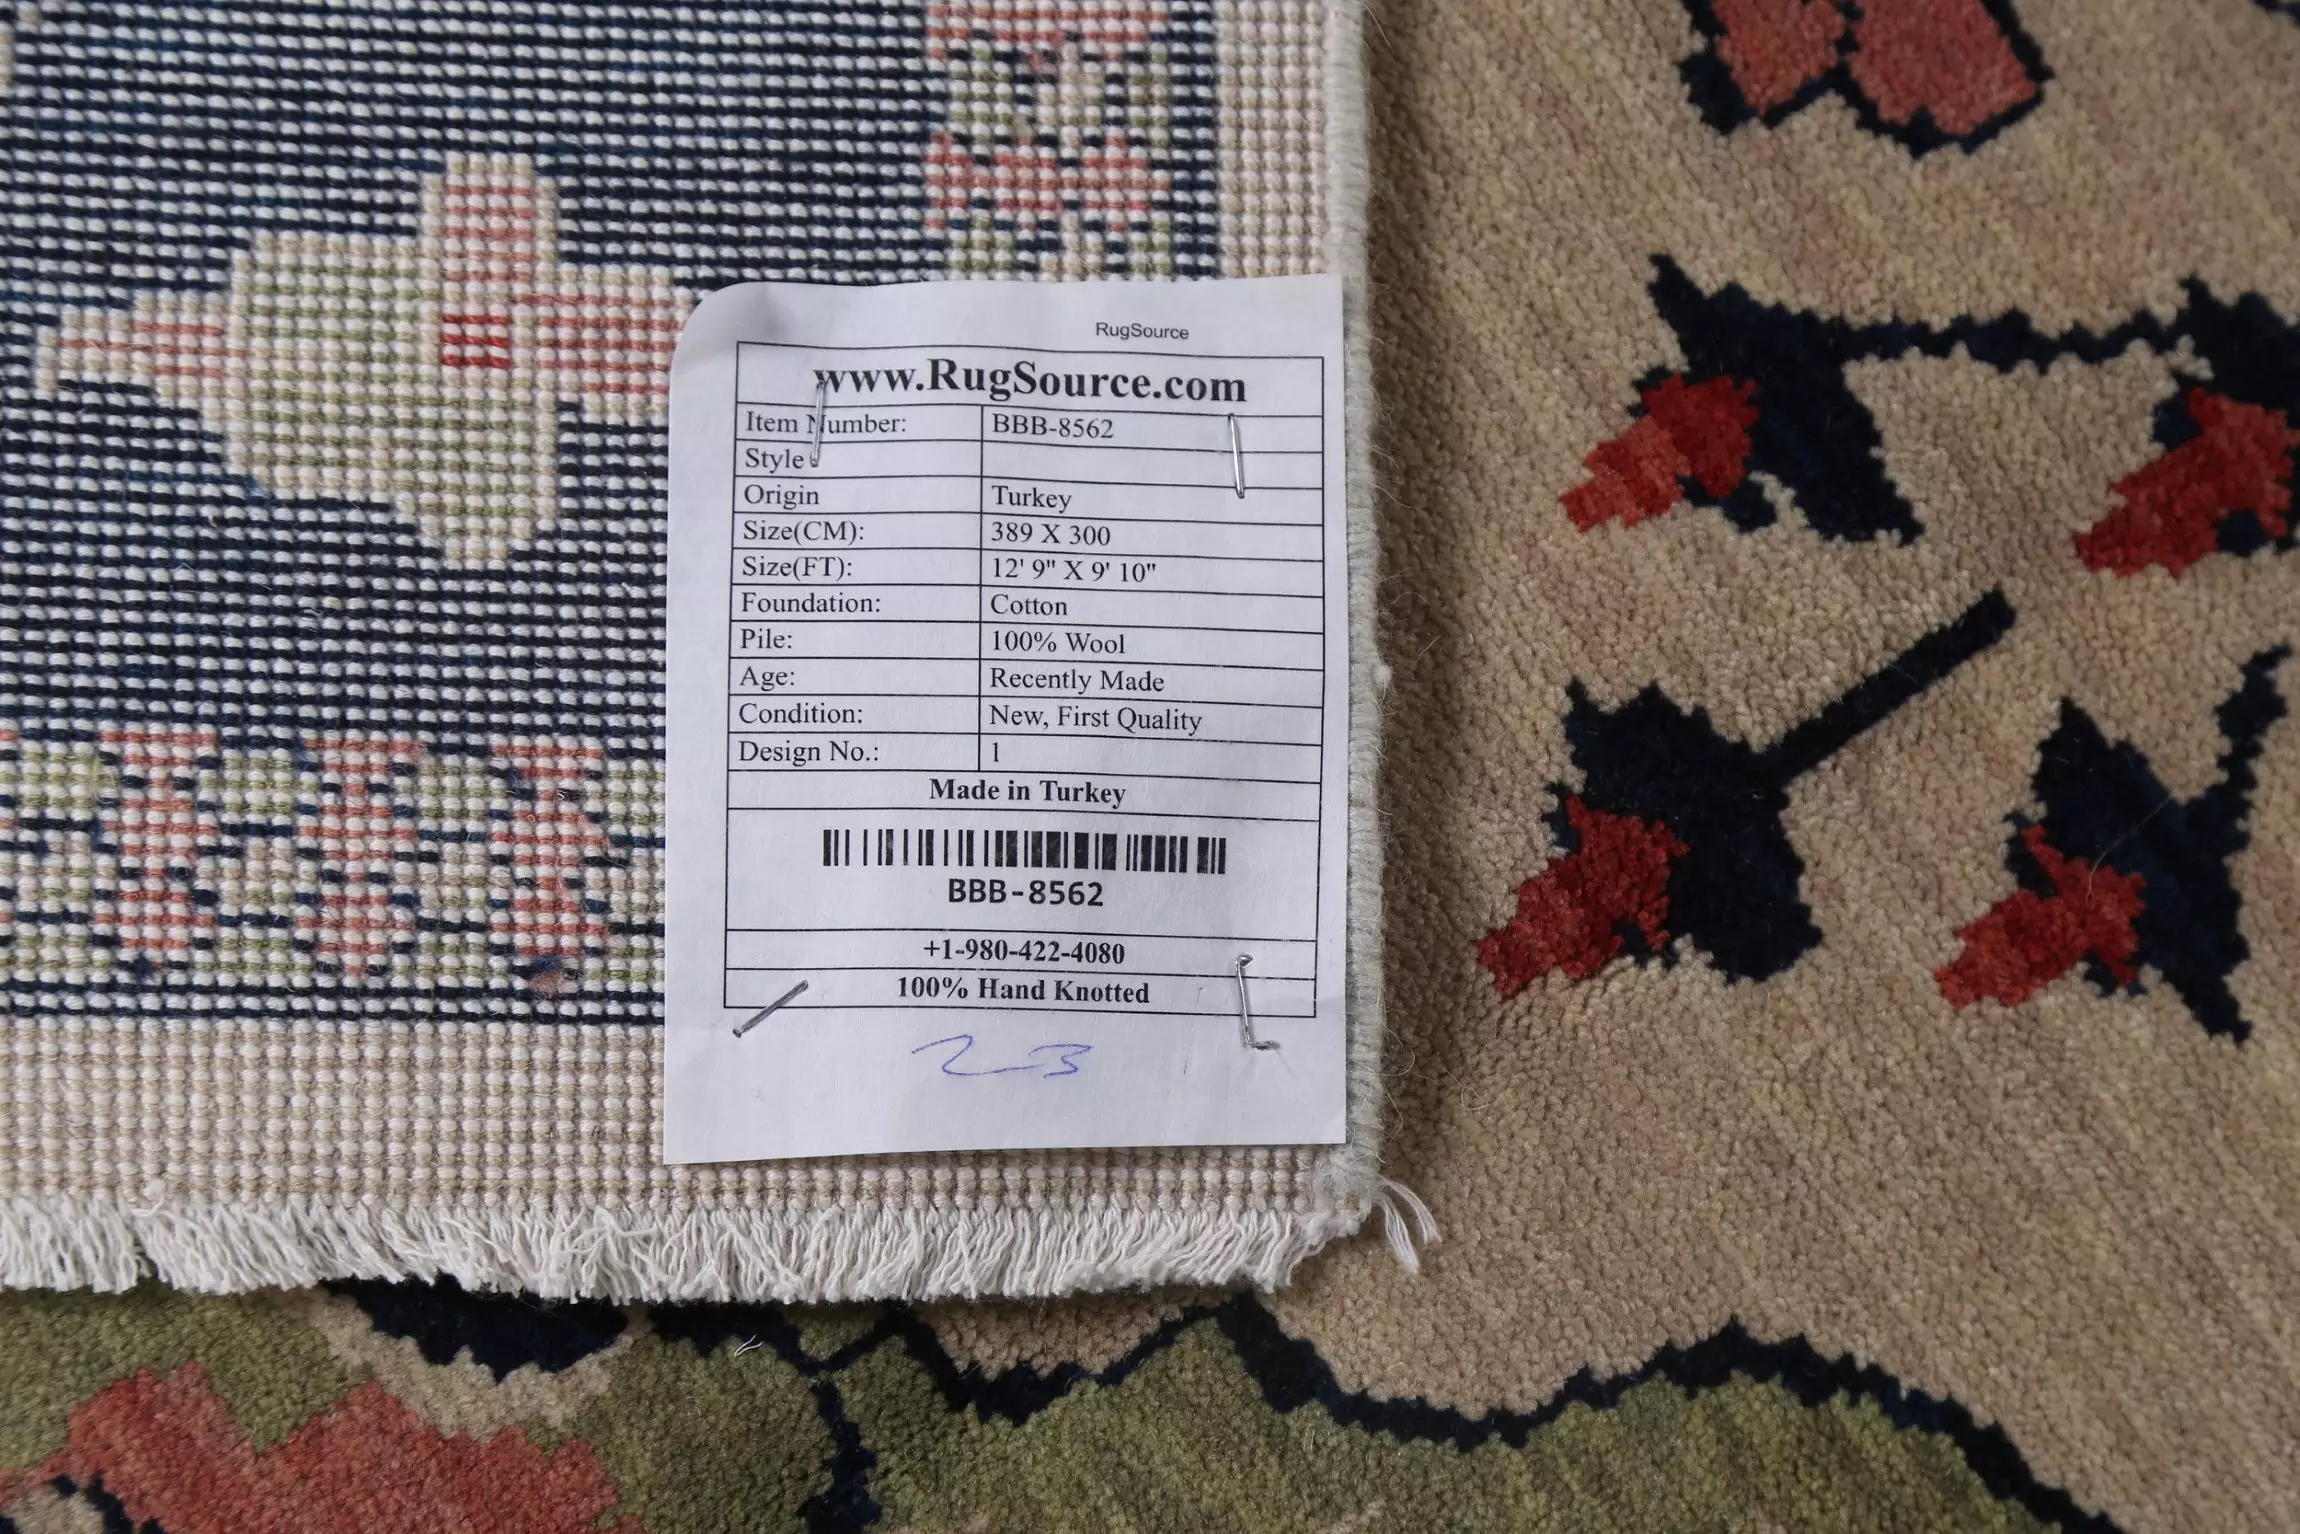 RugSource
www.RugSource.com
Item Number: BBB-8562
Style
Origin Turkey
Size(CM): 389 X 300
Size(FT): 12' 9" X 9' 10"
Foundation: Cotton
Pile: 100% Wool
Age: Recently Made
Condition: New, First Quality
Design No.: 1
Made in Turkey
BBB-8562
+1-980-422-4080
100% Hand Knotted
2-3